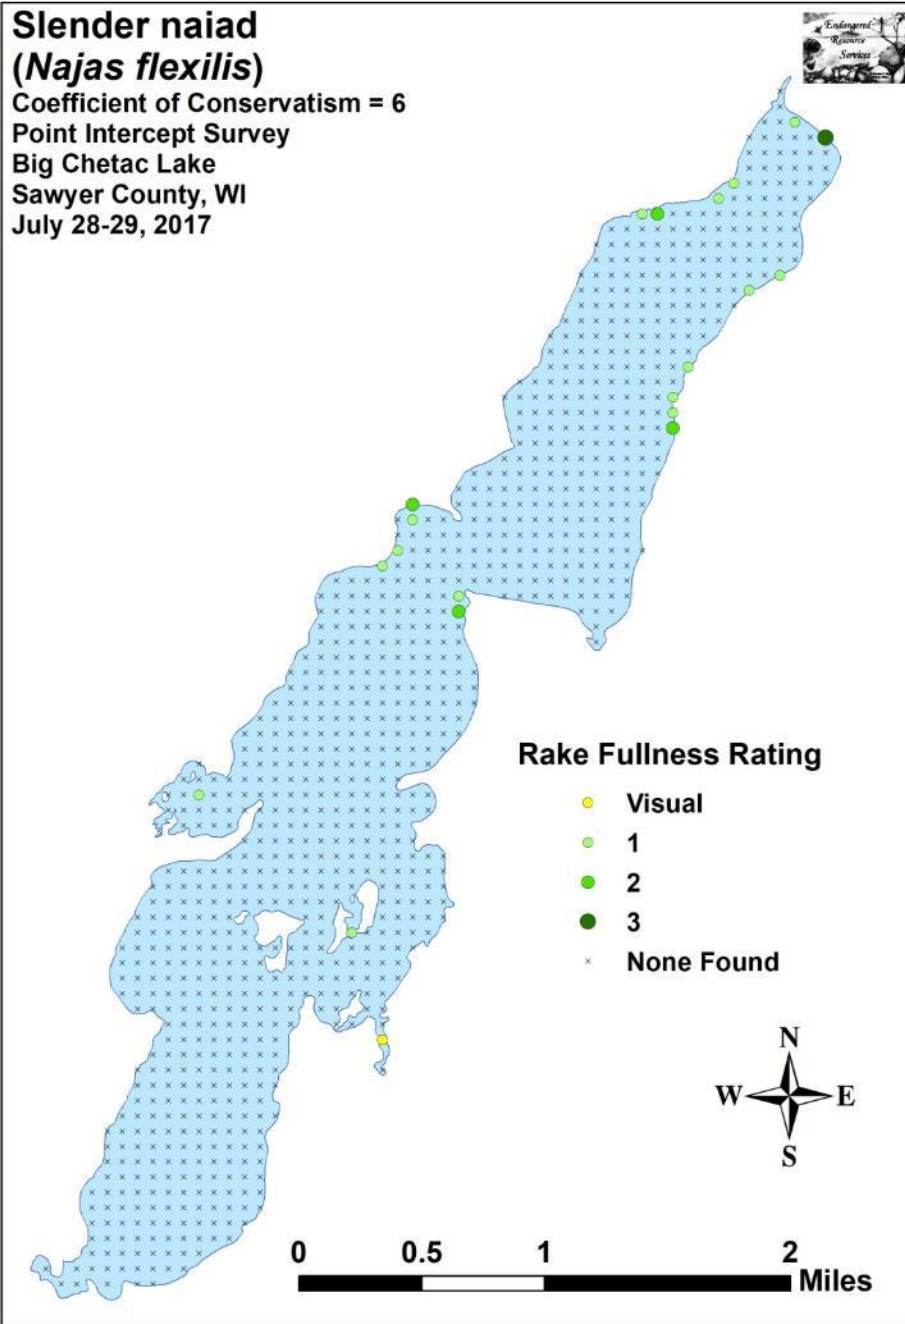 Slender naiad
(Najas flexilis)
Coefficient of Conservatism = 6
Point Intercept Survey
Big Chetac Lake
Sawyer County, WI
July 28-29, 2017
Endangered
Resource
Services
Rake Fullness Rating
Visual
1
2
3
None Found
N
W E
S
0 0.5 1 2
Miles